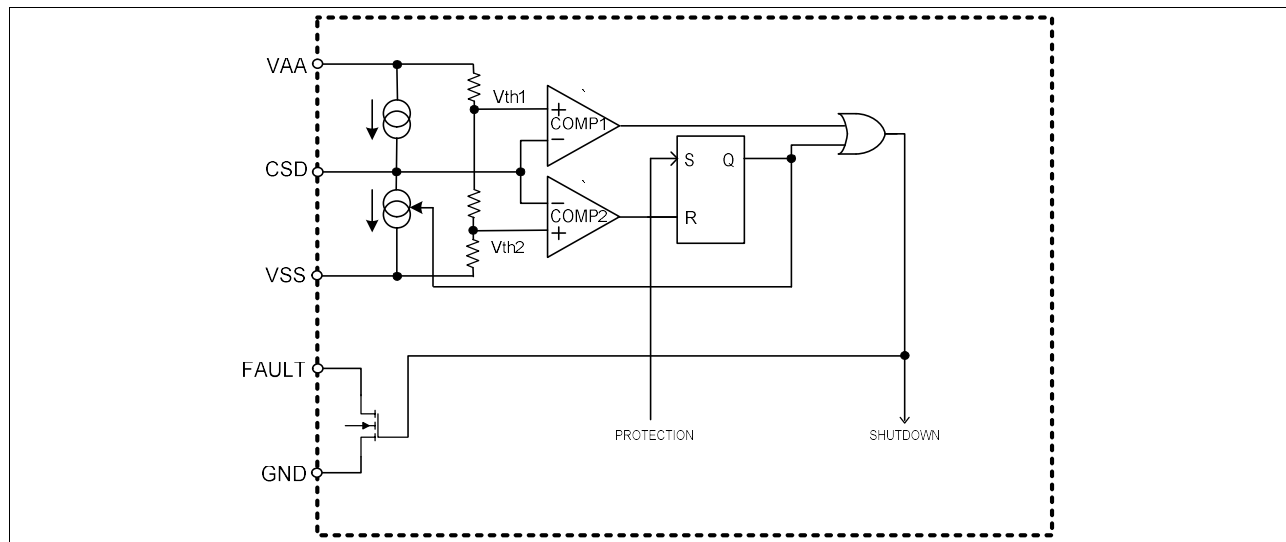 VAA
Vth1
+
COMP1
−
CSD
S Q
−
COMP2
+
R
Vth2
VSS
FAULT
PROTECTION
SHUTDOWN
GND